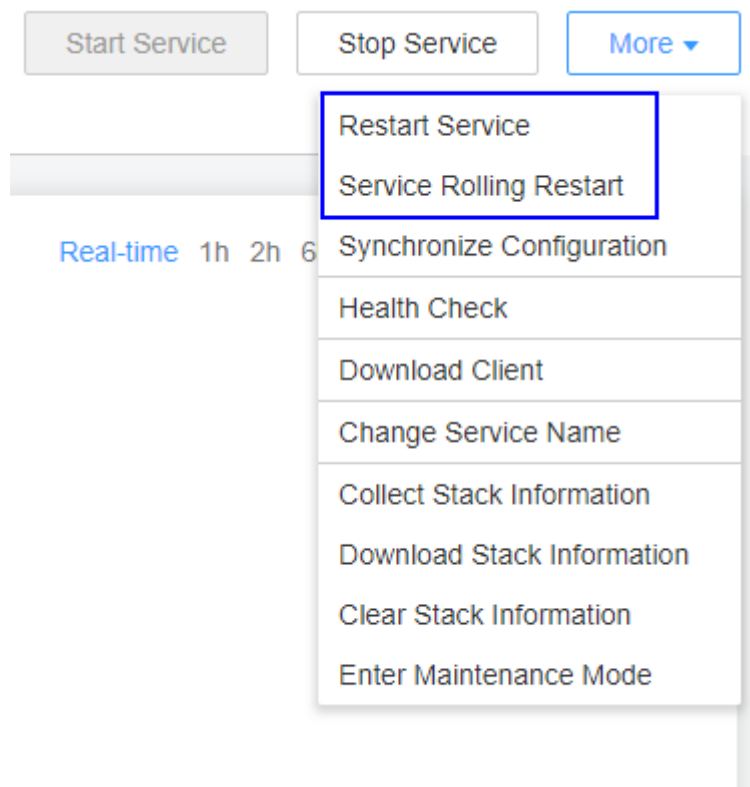 Start Service Stop Service More
Restart Service
Service Rolling Restart
Real-time 1h 2h 6 Synchronize Configuration
Health Check
Download Client
Change Service Name
Collect Stack Information
Download Stack Information
Clear Stack Information
Enter Maintenance Mode